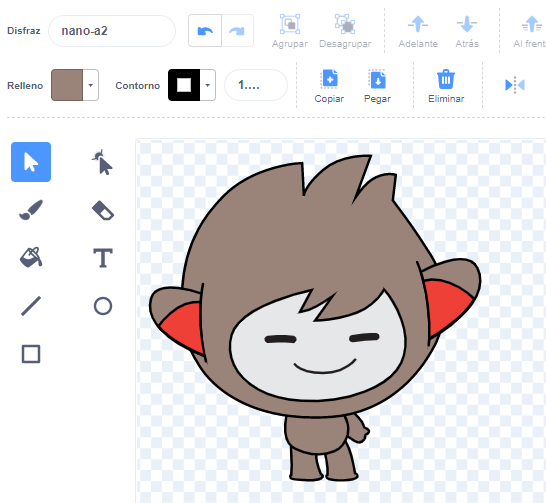 Disfraz nano-a2
Agrupar Desagrupar Adelante Atrás Al frent
Relleno Contorno 1....
Copiar Pegar Eliminar
T